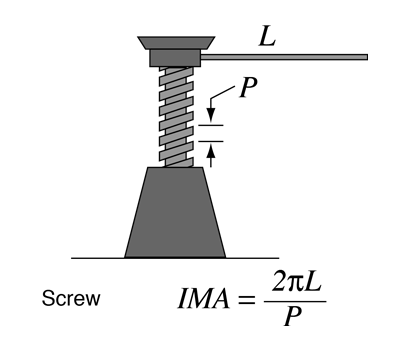 L
P
Screw
IMA = 2πL / P